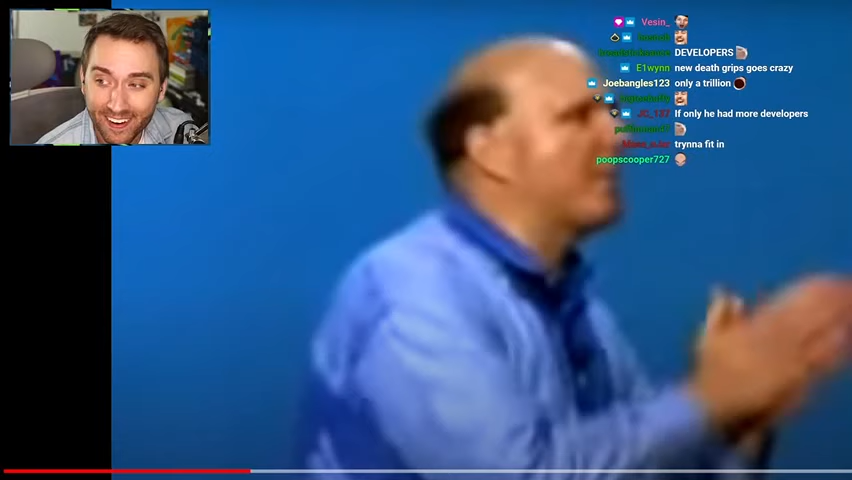 Vesin_
DEVELOPERS
E1wynn new death grips goes crazy
Joebangles123 only a trillion
JC_137 If only he had more developers
trynna fit in
poopscooper727